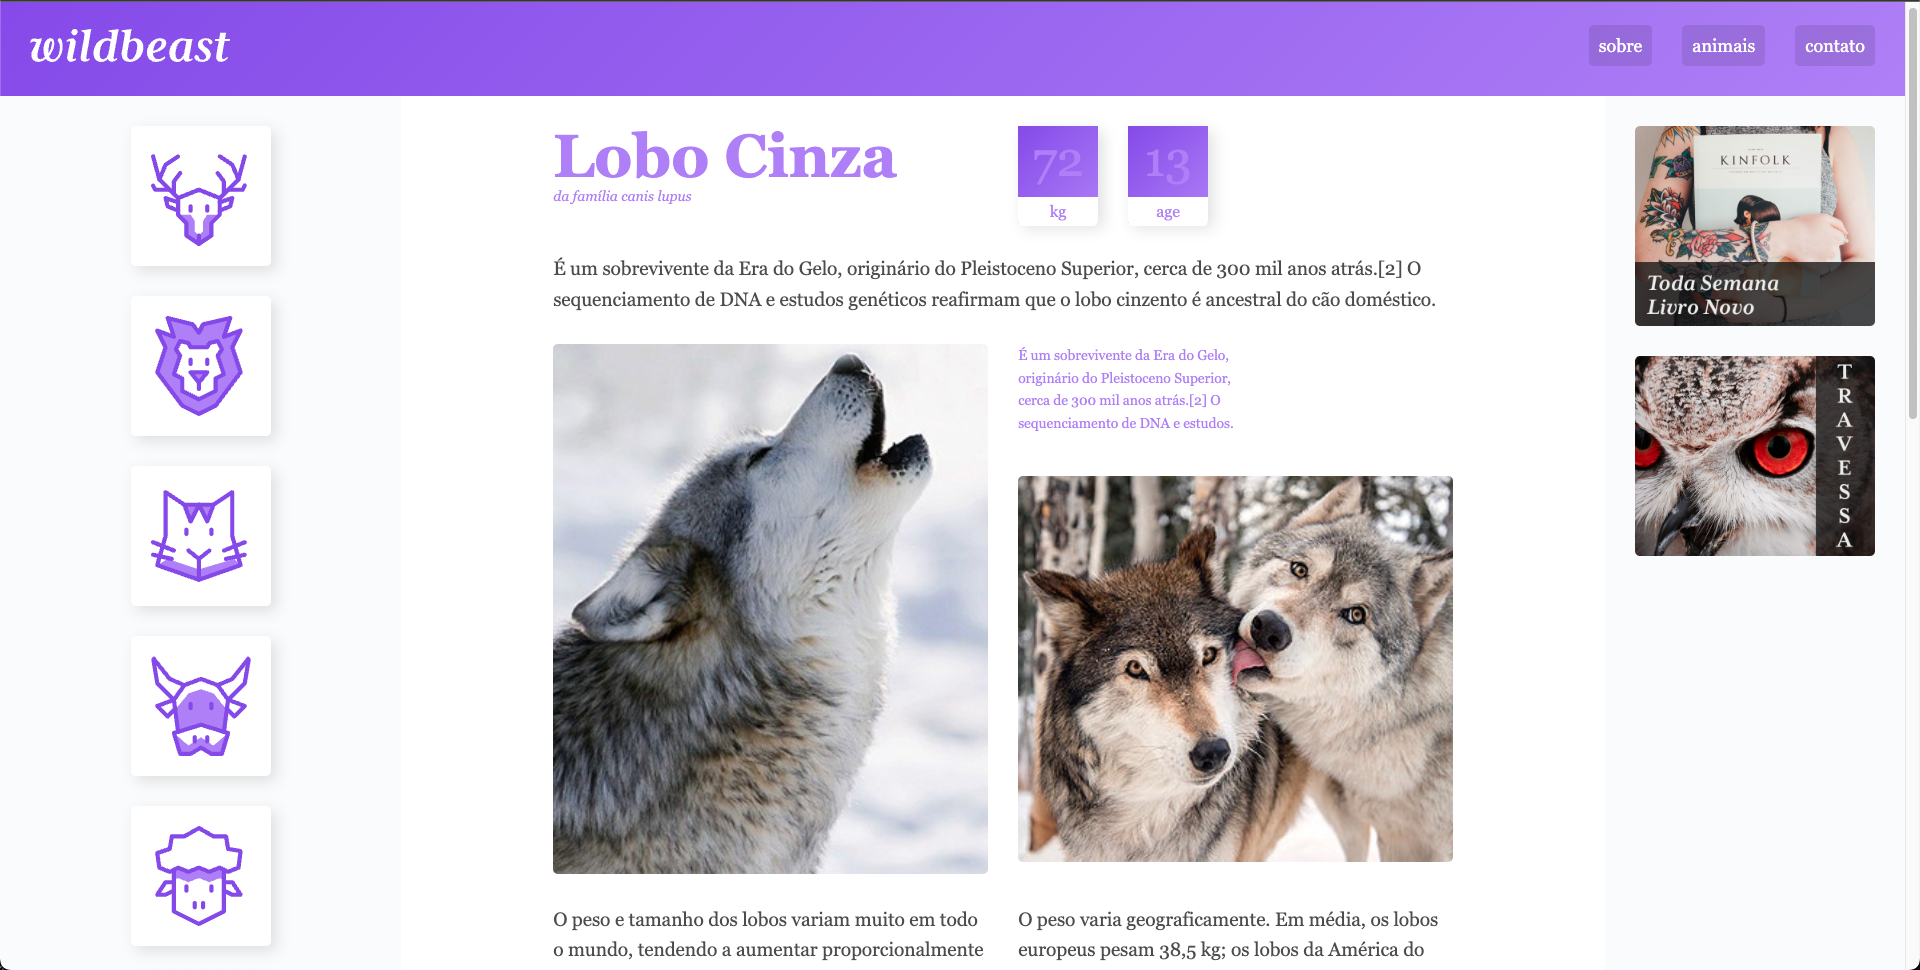 wildbeast
sobre
animais
contato
Lobo Cinza
da família canis lupus
72
kg
13
age
É um sobrevivente da Era do Gelo, originário do Pleistoceno Superior, cerca de 300 mil anos atrás.[2] O
sequenciamento de DNA e estudos genéticos reafirmam que o lobo cinzento é ancestral do cão doméstico.
É um sobrevivente da Era do Gelo,
originário do Pleistoceno Superior,
cerca de 300 mil anos atrás.[2] O
sequenciamento de DNA e estudos.
O peso e tamanho dos lobos variam muito em todo
o mundo, tendendo a aumentar proporcionalmente
O peso varia geograficamente. Em média, os lobos
europeus pesam 38,5 kg; os lobos da América do
KINFOLK
Toda Semana
Livro Novo
TRAVESSA